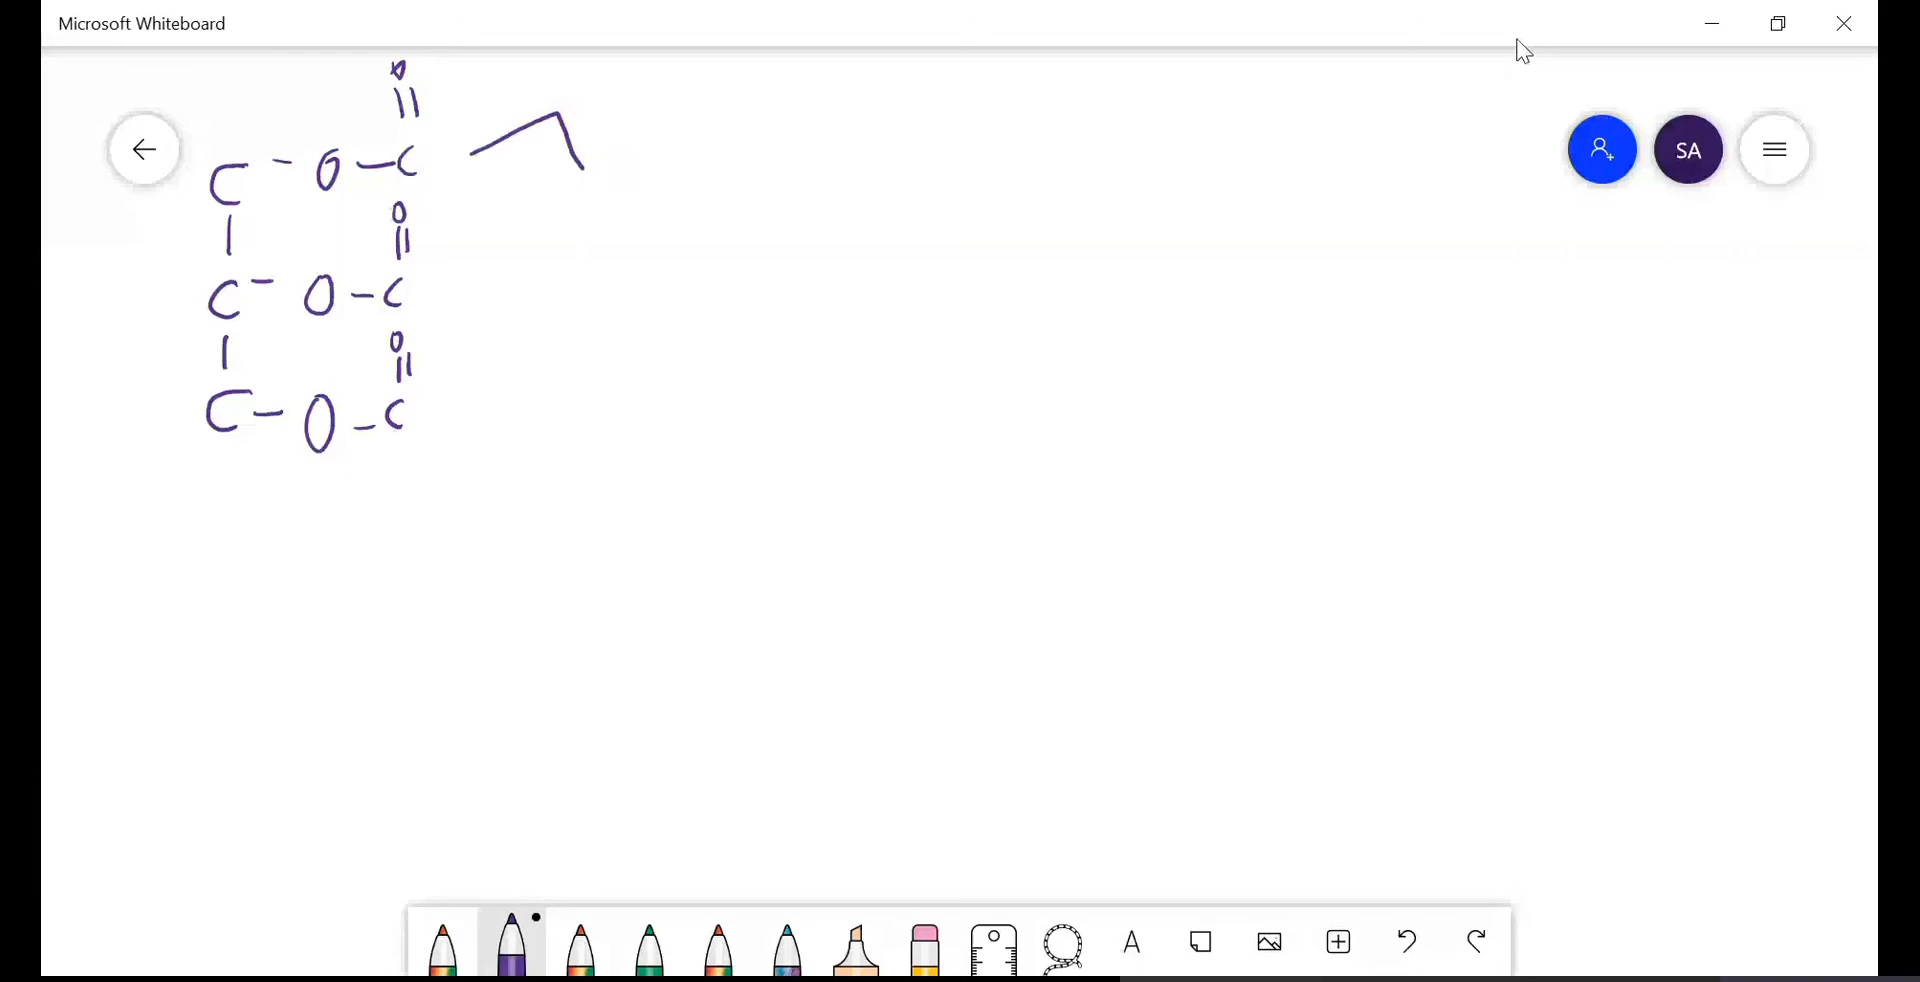 Microsoft Whiteboard
O
||
C - O - C
| O
||
C - O - C
| O
||
C - O - C
SA
A